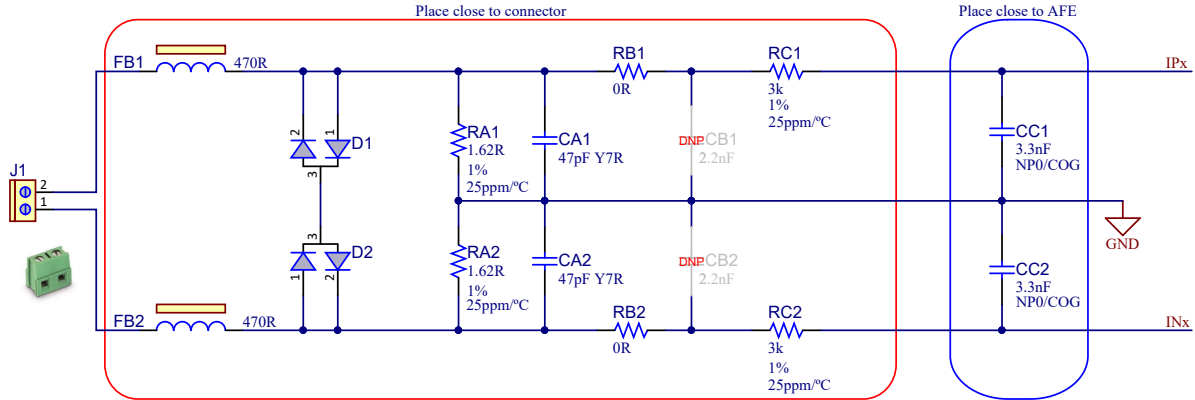 Place close to connector
Place close to AFE
FB1
470R
RB1
0R
RC1
3k
1%
25ppm/ºC
IPx
2
1
D1
3
RA1
1.62R
1%
25ppm/ºC
CA1
47pF Y7R
DNP
CB1
2.2nF
CC1
3.3nF
NP0/COG
J1
2
1
GND
3
D2
1
2
RA2
1.62R
1%
25ppm/ºC
CA2
47pF Y7R
DNP
CB2
2.2nF
CC2
3.3nF
NP0/COG
FB2
470R
RB2
0R
RC2
3k
1%
25ppm/ºC
INx